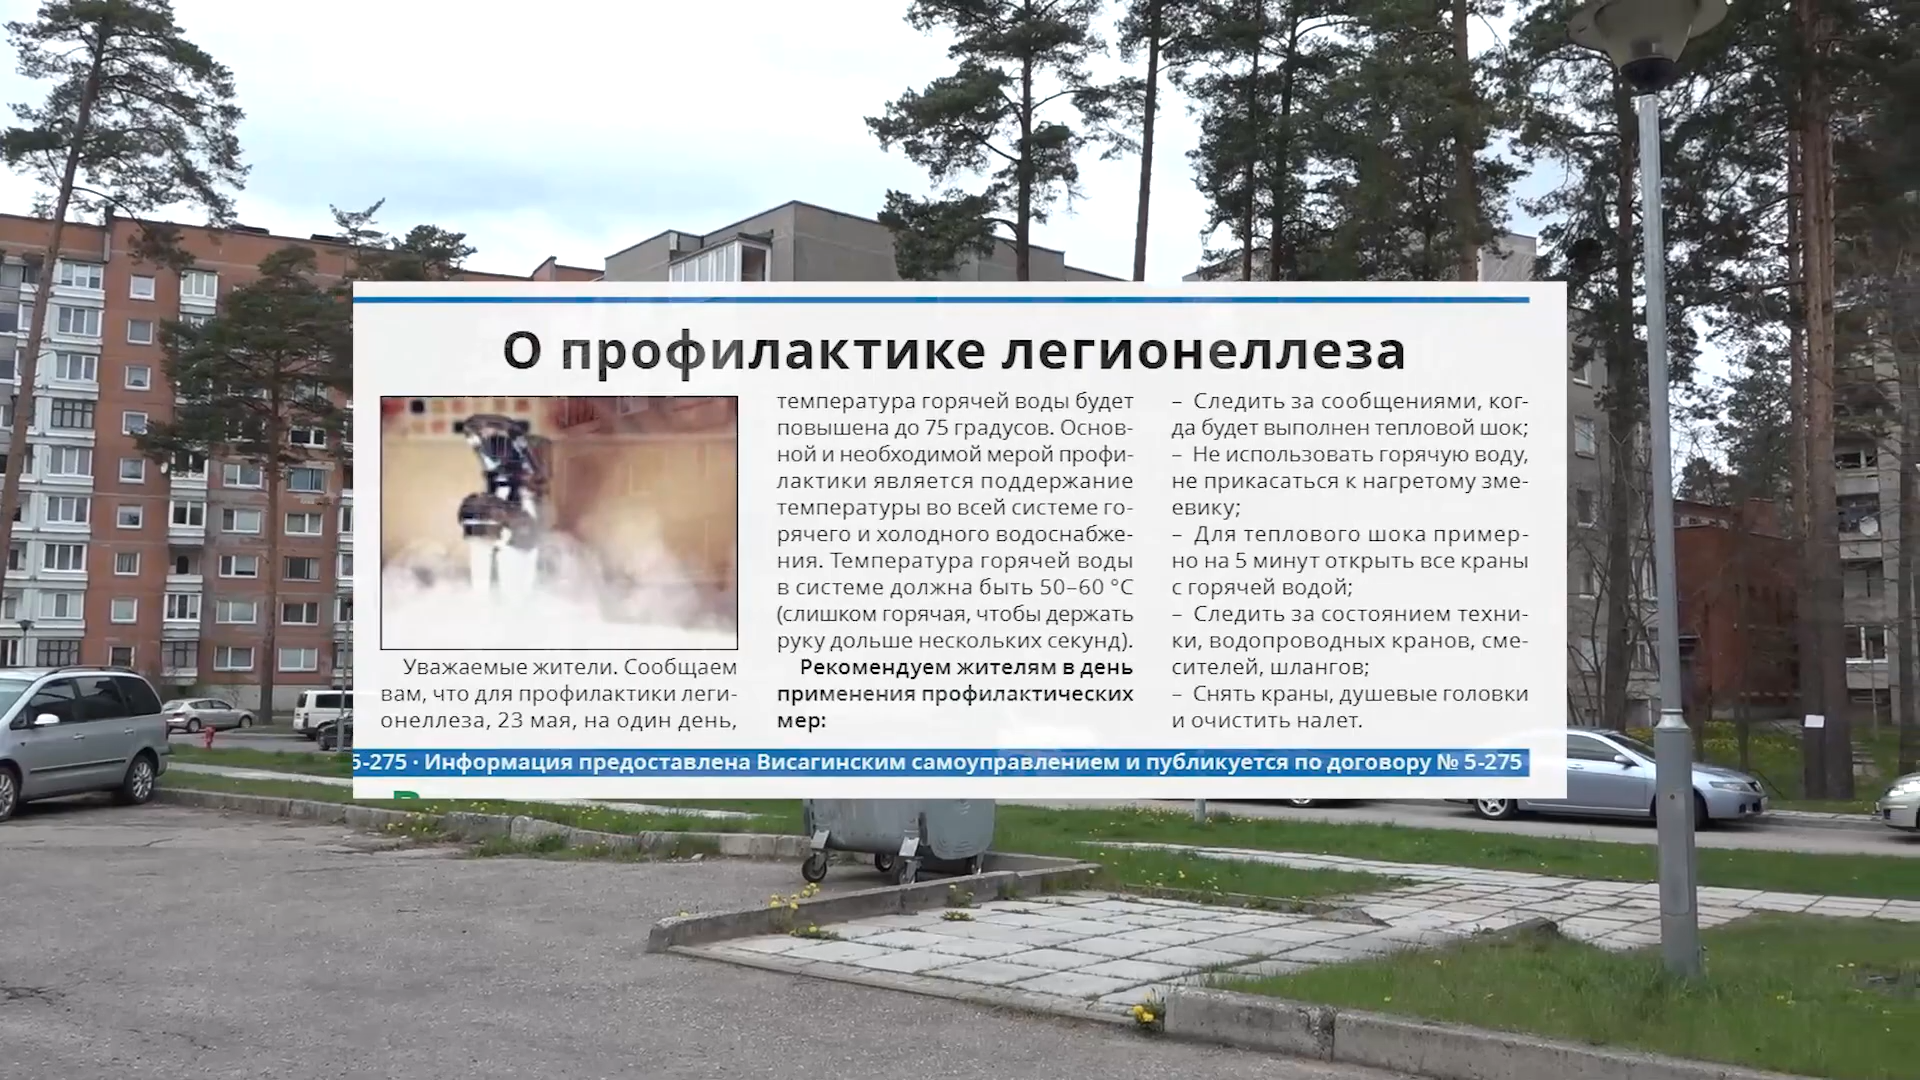 О профилактике легионеллеза
Уважаемые жители. Сообщаем
вам, что для профилактики леги-
онеллеза, 23 мая, на один день,
температура горячей воды будет
повышена до 75 градусов. Основ-
ной и необходимой мерой профи-
лактики является поддержание
температуры во всей системе го-
рячего и холодного водоснабже-
ния. Температура горячей воды
в системе должна быть 50–60 °C
(слишком горячая, чтобы держать
руку дольше нескольких секунд).
Рекомендуем жителям в день
применения профилактических
мер:
– Следить за сообщениями, ког-
да будет выполнен тепловой шок;
– Не использовать горячую воду,
не прикасаться к нагретому зме-
евику;
– Для теплового шока пример-
но на 5 минут открыть все краны
с горячей водой;
– Следить за состоянием техни-
ки, водопроводных кранов, сме-
сителей, шлангов;
– Снять краны, душевые головки
и очистить налет.
5-275 · Информация предоставлена Висагинским самоуправлением и публикуется по договору № 5-275